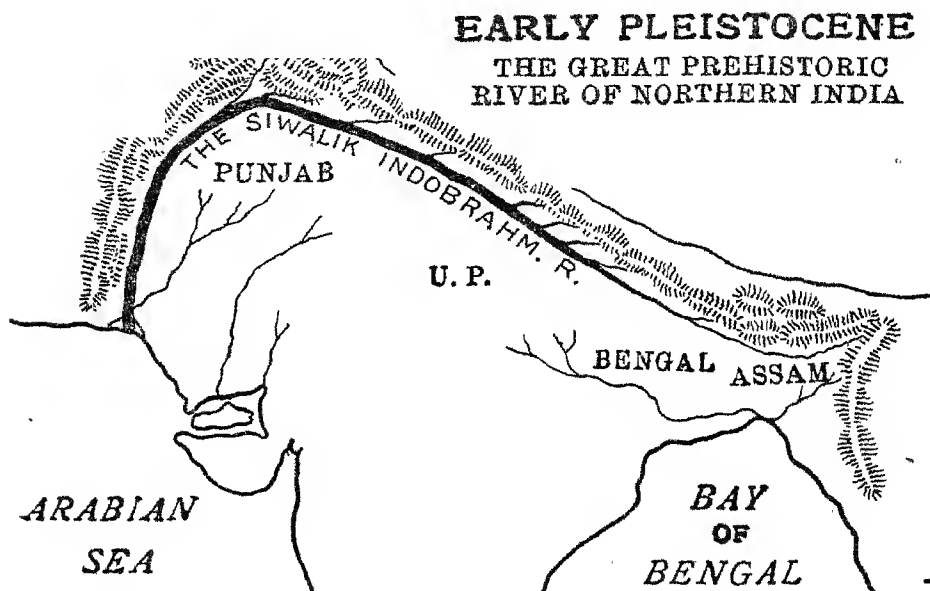 EARLY PLEISTOCENE
THE GREAT PREHISTORIC
RIVER OF NORTHERN INDIA
THE SIWALIK INDOBRAHM. R.
PUNJAB
U. P.
BENGAL
ASSAM
ARABIAN
SEA
BAY
OF
BENGAL